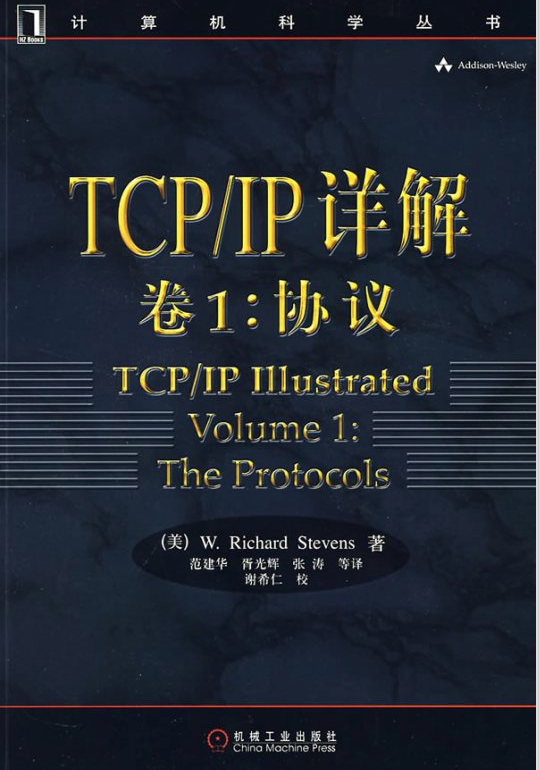 计算机科学丛书
HZ BOOKS
Addison-Wesley
TCP/IP 详解
卷1：协议
TCP/IP Illustrated
Volume 1:
The Protocols
（美）W. Richard Stevens 著
范建华 胥光辉 张 涛 等译
谢希仁 校
机械工业出版社
China Machine Press